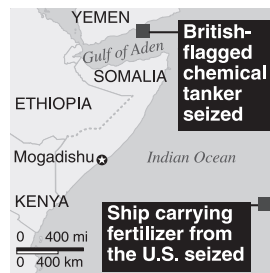 YEMEN
British-
flagged
chemical
tanker
seized
Gulf of Aden
SOMALIA
ETHIOPIA
Mogadishu
Indian Ocean
KENYA
Ship carrying
fertilizer from
the U.S. seized
0 400 mi
0 400 km